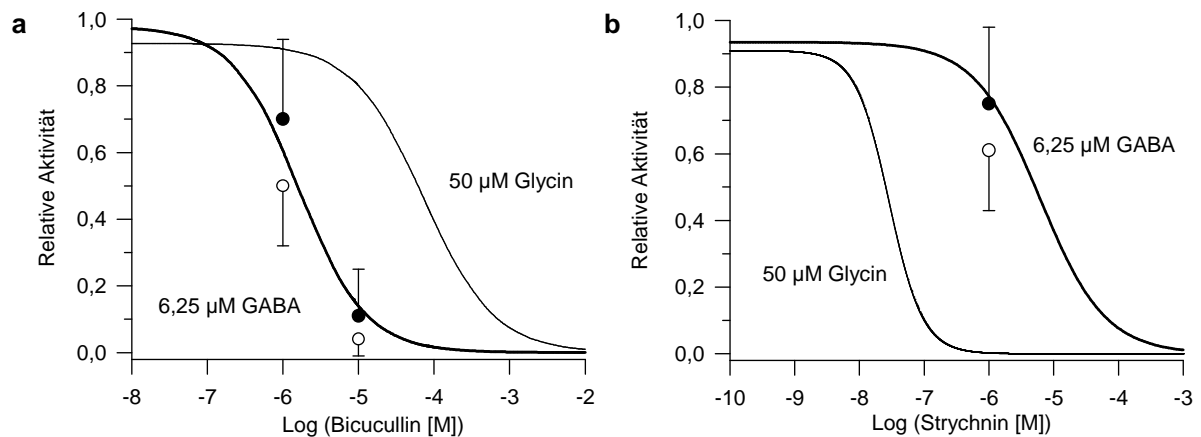 a
1,0
0,8
0,6
0,4
0,2
0,0
Relative Aktivität
50 µM Glycin
6,25 µM GABA
-8 -7 -6 -5 -4 -3 -2
Log (Bicucullin [M])
b
1,0
0,8
0,6
0,4
0,2
0,0
Relative Aktivität
6,25 µM GABA
50 µM Glycin
-10 -9 -8 -7 -6 -5 -4 -3
Log (Strychnin [M])